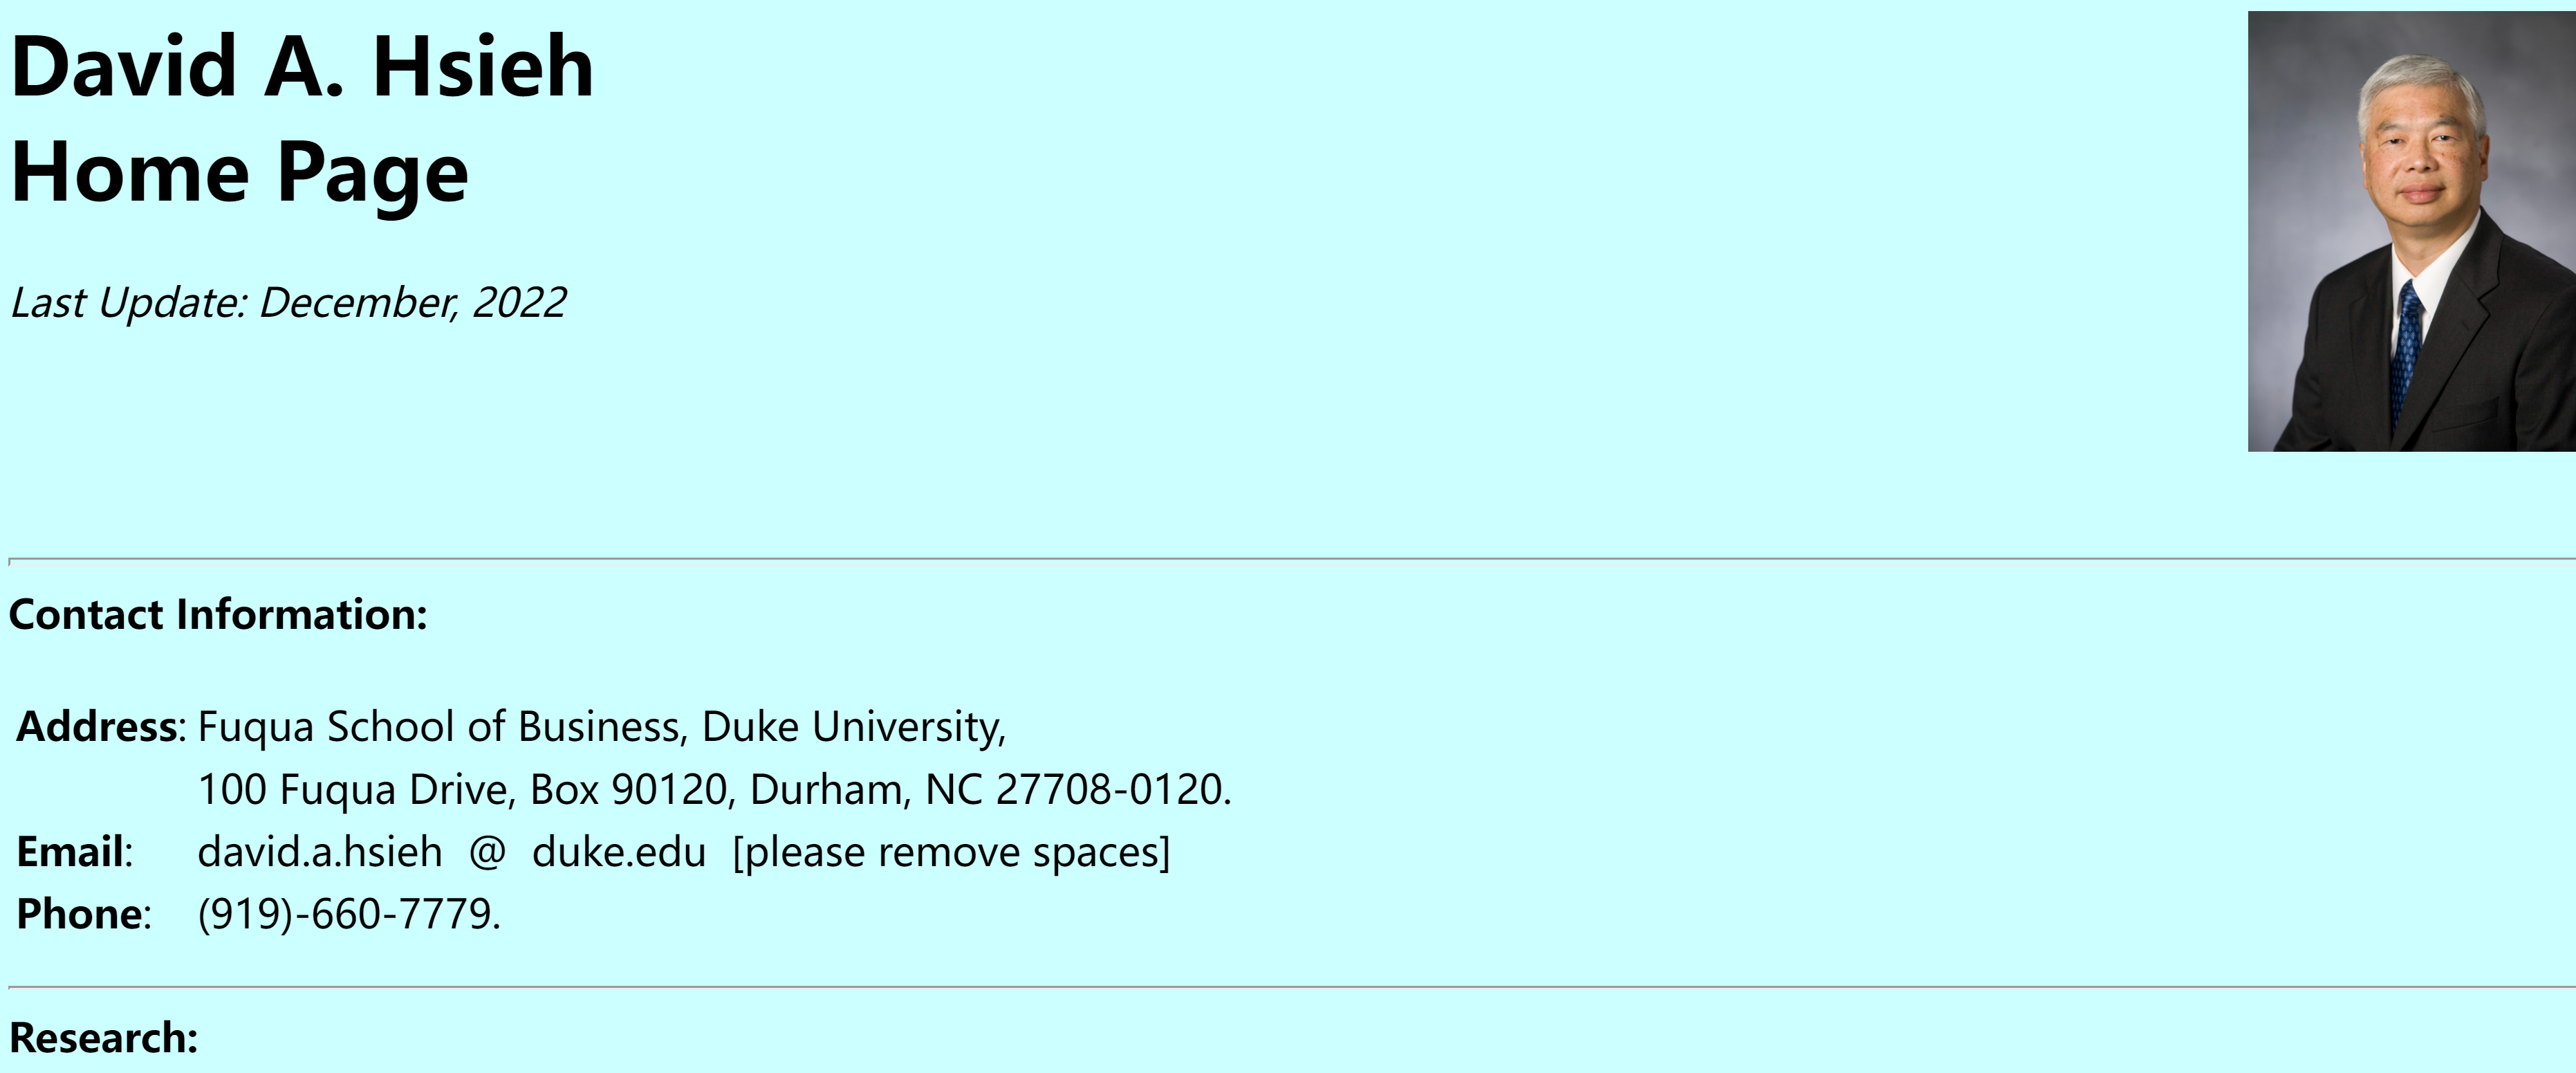 David A. Hsieh
Home Page
Last Update: December, 2022
Contact Information:
Address: Fuqua School of Business, Duke University,
100 Fuqua Drive, Box 90120, Durham, NC 27708-0120.
Email: david.a.hsieh @ duke.edu [please remove spaces]
Phone: (919)-660-7779.
Research: